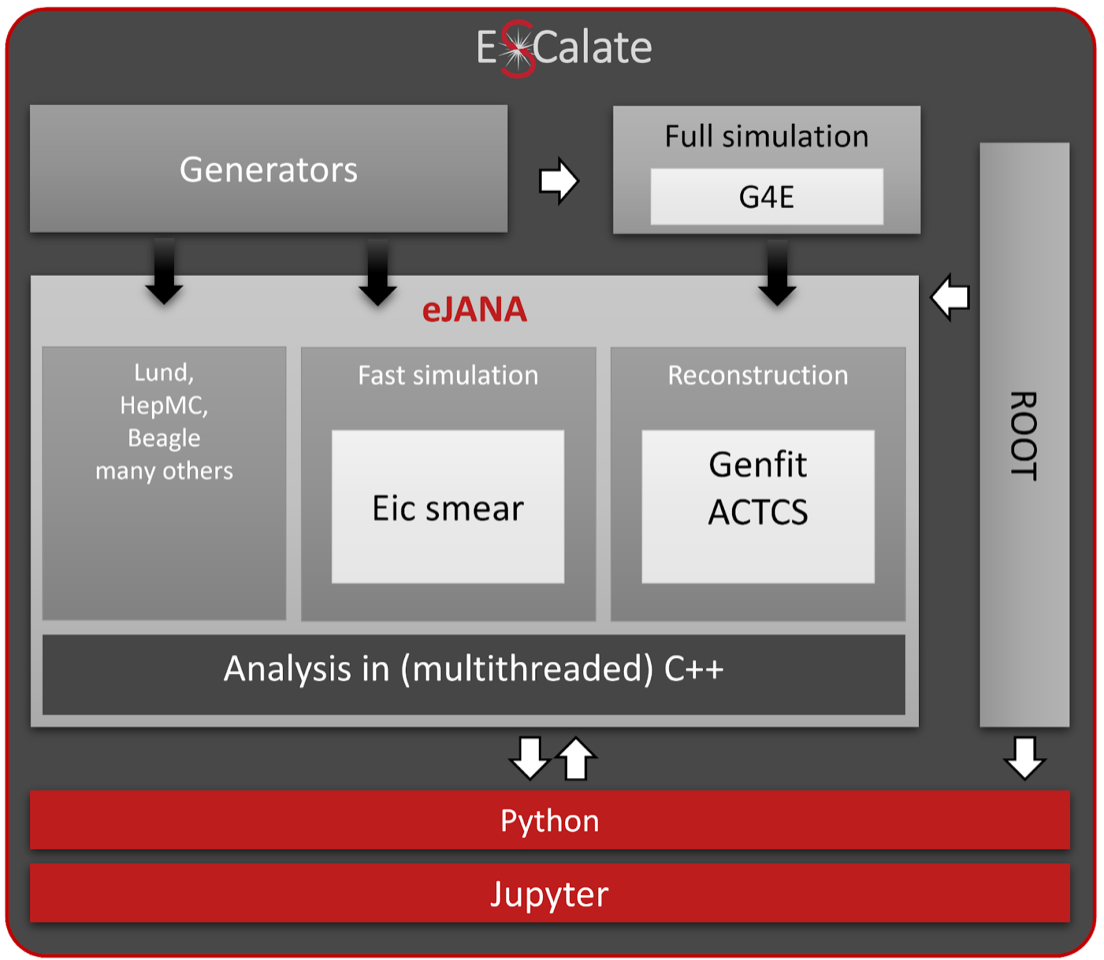 ESCalate
Generators
Full simulation
G4E
eJANA
Lund,
HepMC,
Beagle
many others
Fast simulation
Eic smear
Reconstruction
Genfit
ACTCS
ROOT
Analysis in (multithreaded) C++
Python
Jupyter